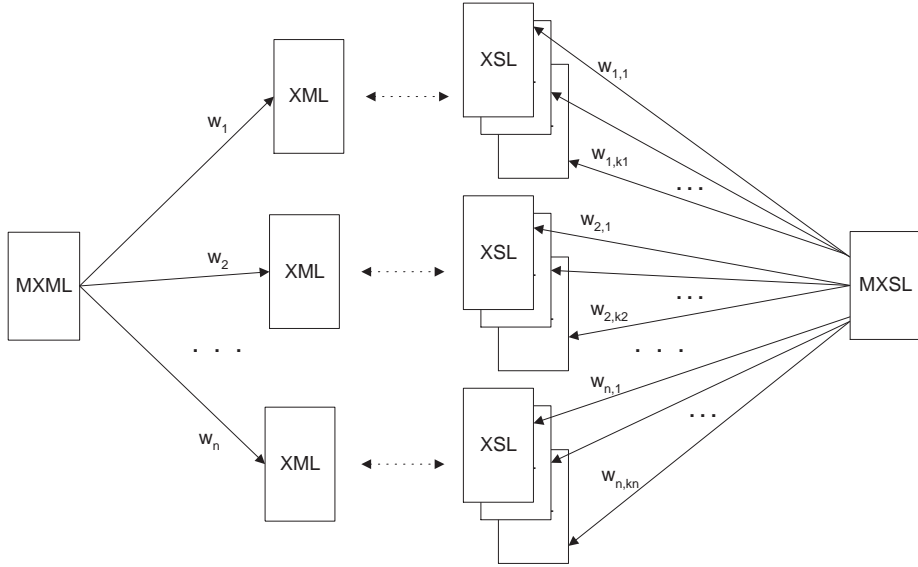 XML
XSL
w1,1
w1
w1,k1
. . .
MXML
w2
XML
XSL
w2,1
. . .
w2,k2
MXSL
. . .
. . .
wn
XML
XSL
wn,1
. . .
wn,kn